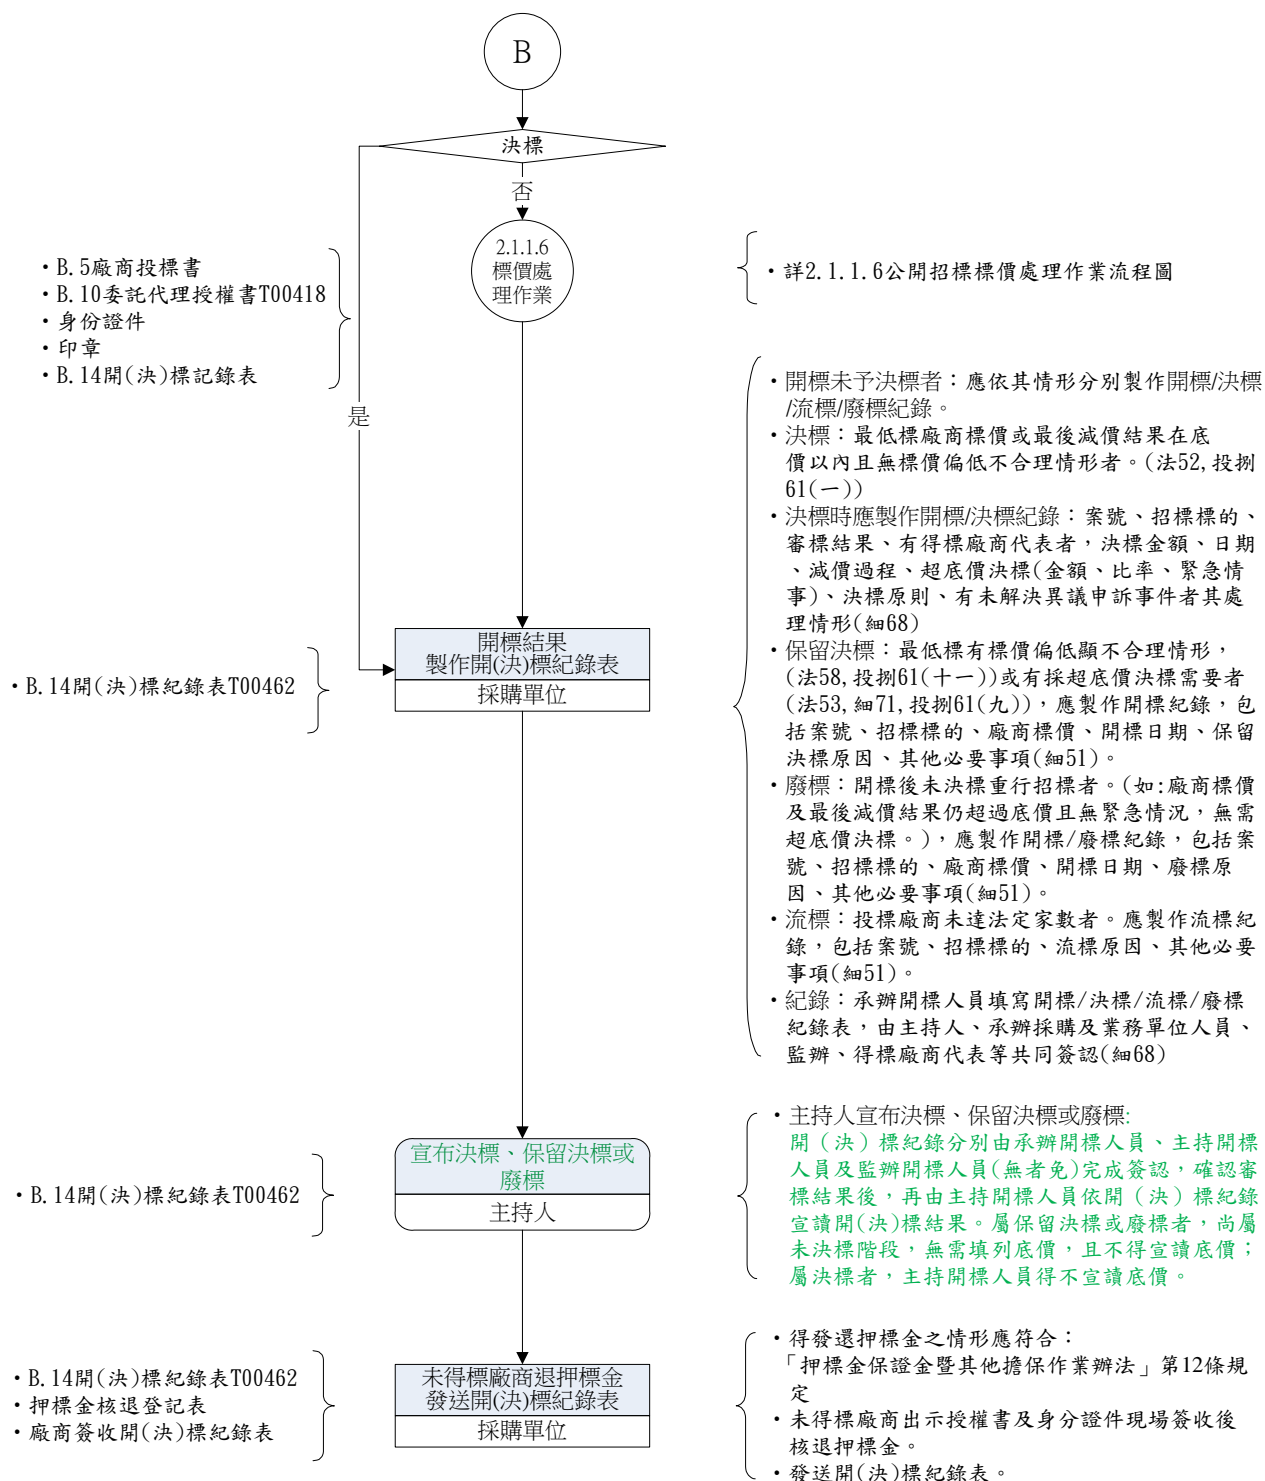 B
決標
否
2.1.1.6
標價處
理作業
是
・B.5廠商投標書
・B.10委託代理授權書T00418
・身份證件
・印章
・B.14開(決)標記錄表
・詳2.1.1.6公開招標標價處理作業流程圖
開標結果
製作開(決)標紀錄表
採購單位
・B.14開(決)標紀錄表T00462
・開標未予決標者：應依其情形分別製作開標/決標
/流標/廢標紀錄。
・決標：最低標廠商標價或最後減價結果在底
價以內且無標價偏低不合理情形者。(法52,投捌
61(一))
・決標時應製作開標/決標紀錄：案號、招標標的、
審標結果、有得標廠商代表者，決標金額、日期
、減價過程、超底價決標(金額、比率、緊急情
事)、決標原則、有未解決異議申訴事件者其處
理情形(細68)
・保留決標：最低標有標價偏低顯不合理情形，
(法58,投捌61(十一))或有採超底價決標需要者
(法53,細71,投捌61(九))，應製作開標紀錄，包
括案號、招標標的、廠商標價、開標日期、保留
決標原因、其他必要事項(細51)。
・廢標：開標後未決標重行招標者。(如:廠商標價
及最後減價結果仍超過底價且無緊急情況，無需
超底價決標。)，應製作開標/廢標紀錄，包括案
號、招標標的、廠商標價、開標日期、廢標原
因、其他必要事項(細51)。
・流標：投標廠商未達法定家數者。應製作流標紀
錄，包括案號、招標標的、流標原因、其他必要
事項(細51)。
・紀錄：承辦開標人員填寫開標/決標/流標/廢標
紀錄表，由主持人、承辦採購及業務單位人員、
監辦、得標廠商代表等共同簽認(細68)
宣布決標、保留決標或
廢標
主持人
・B.14開(決)標紀錄表T00462
・主持人宣布決標、保留決標或廢標:
開（決）標紀錄分別由承辦開標人員、主持開標
人員及監辦開標人員(無者免)完成簽認，確認審
標結果後，再由主持開標人員依開（決）標紀錄
宣讀開(決)標結果。屬保留決標或廢標者，尚屬
未決標階段，無需填列底價，且不得宣讀底價；
屬決標者，主持開標人員得不宣讀底價。
未得標廠商退押標金
發送開(決)標紀錄表
採購單位
・B.14開(決)標紀錄表T00462
・押標金核退登記表
・廠商簽收開(決)標紀錄表
・得發還押標金之情形應符合：
「押標金保證金暨其他擔保作業辦法」第12條規
定
・未得標廠商出示授權書及身分證件現場簽收後
核退押標金。
・發送開(決)標紀錄表。